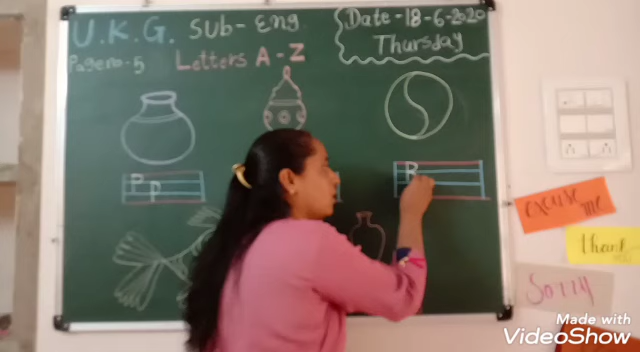 U.K.G. Sub - Eng
Date - 18-6-2020
Thursday
Page no - 5 Letters A - Z
P p
B
excuse me
thank
Sorry
Made with
VideoShow